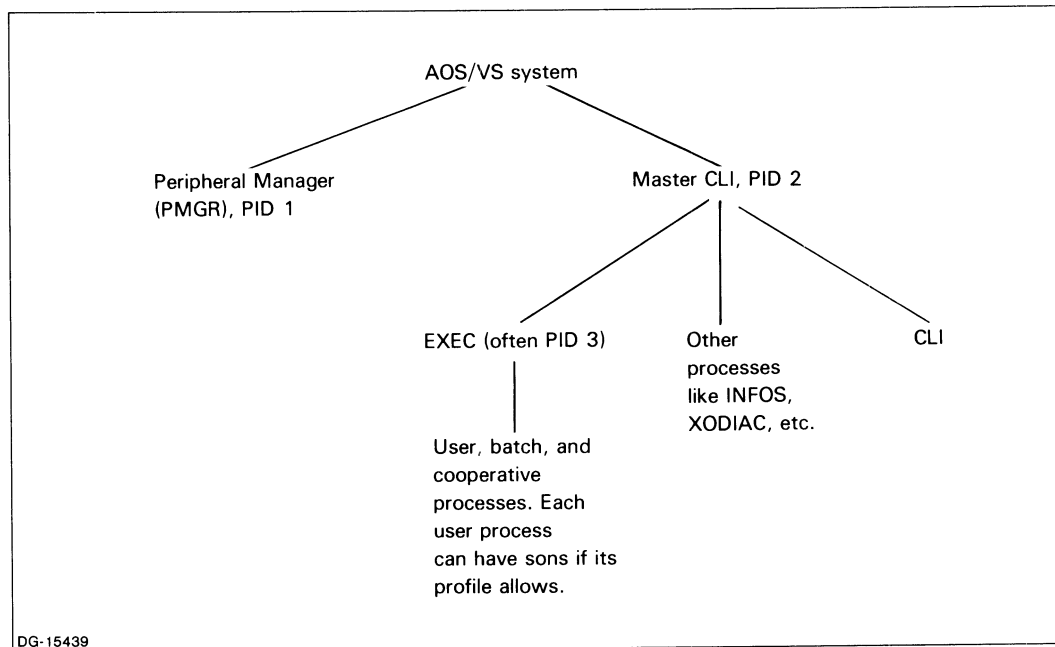 AOS/VS system
Peripheral Manager
(PMGR), PID 1
Master CLI, PID 2
EXEC (often PID 3)
Other
processes
like INFOS,
XODIAC, etc.
CLI
User, batch, and
cooperative
processes. Each
user process
can have sons if its
profile allows.
DG-15439